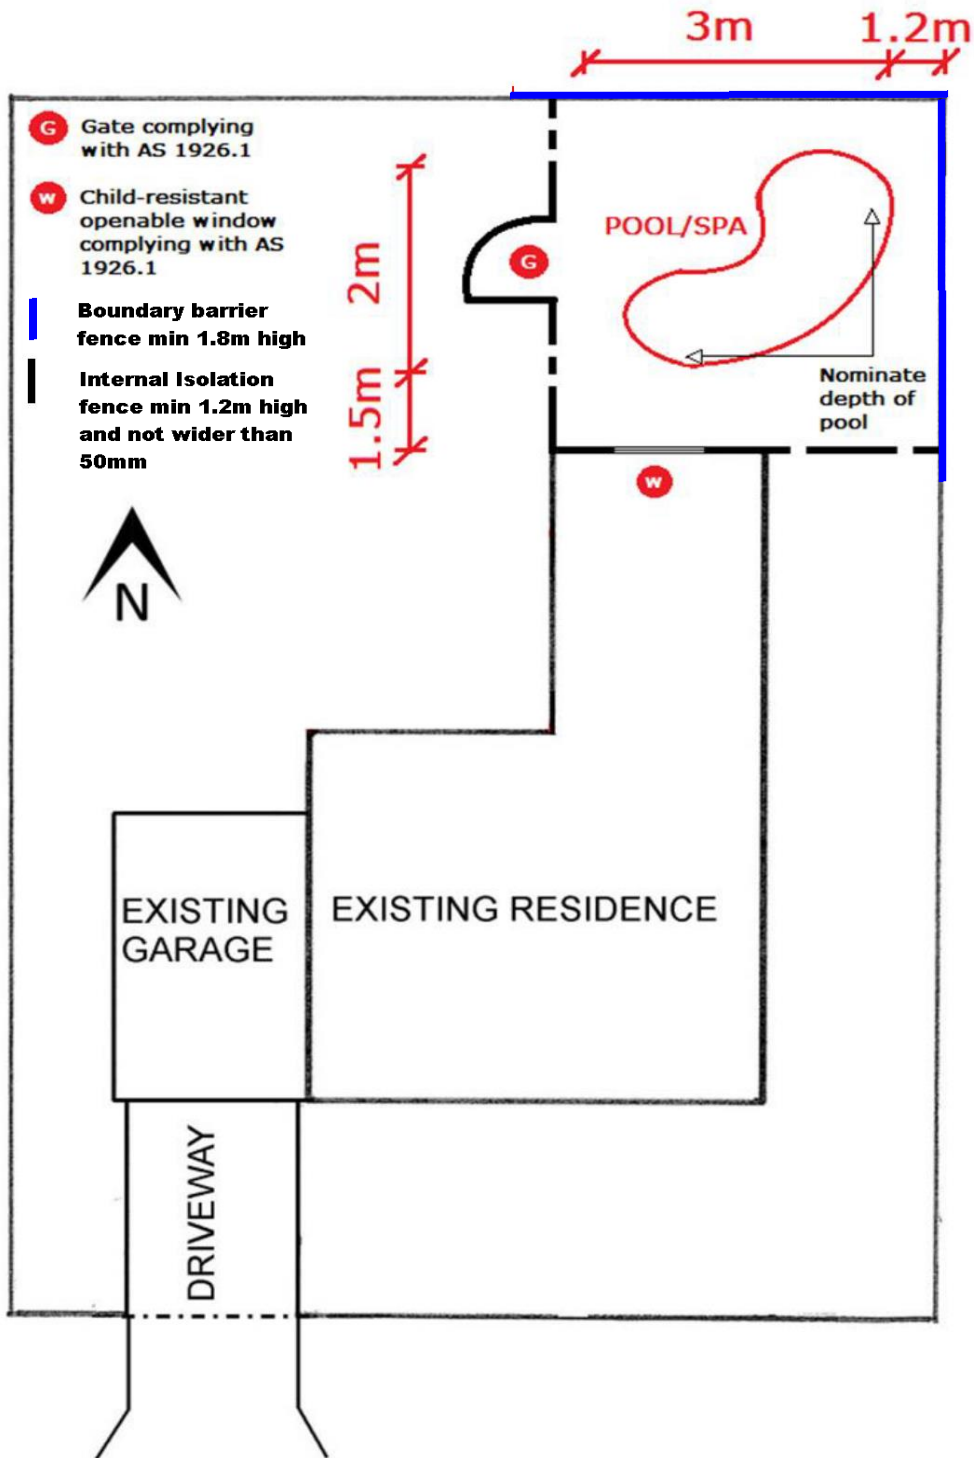 3m
1.2m
G
Gate complying
with AS 1926.1
W
Child-resistant
openable window
complying with AS
1926.1
Boundary barrier
fence min 1.8m high
Internal Isolation
fence min 1.2m high
and not wider than
50mm
2m
1.5m
POOL/SPA
G
Nominate
depth of
pool
W
N
EXISTING
GARAGE
EXISTING RESIDENCE
DRIVEWAY